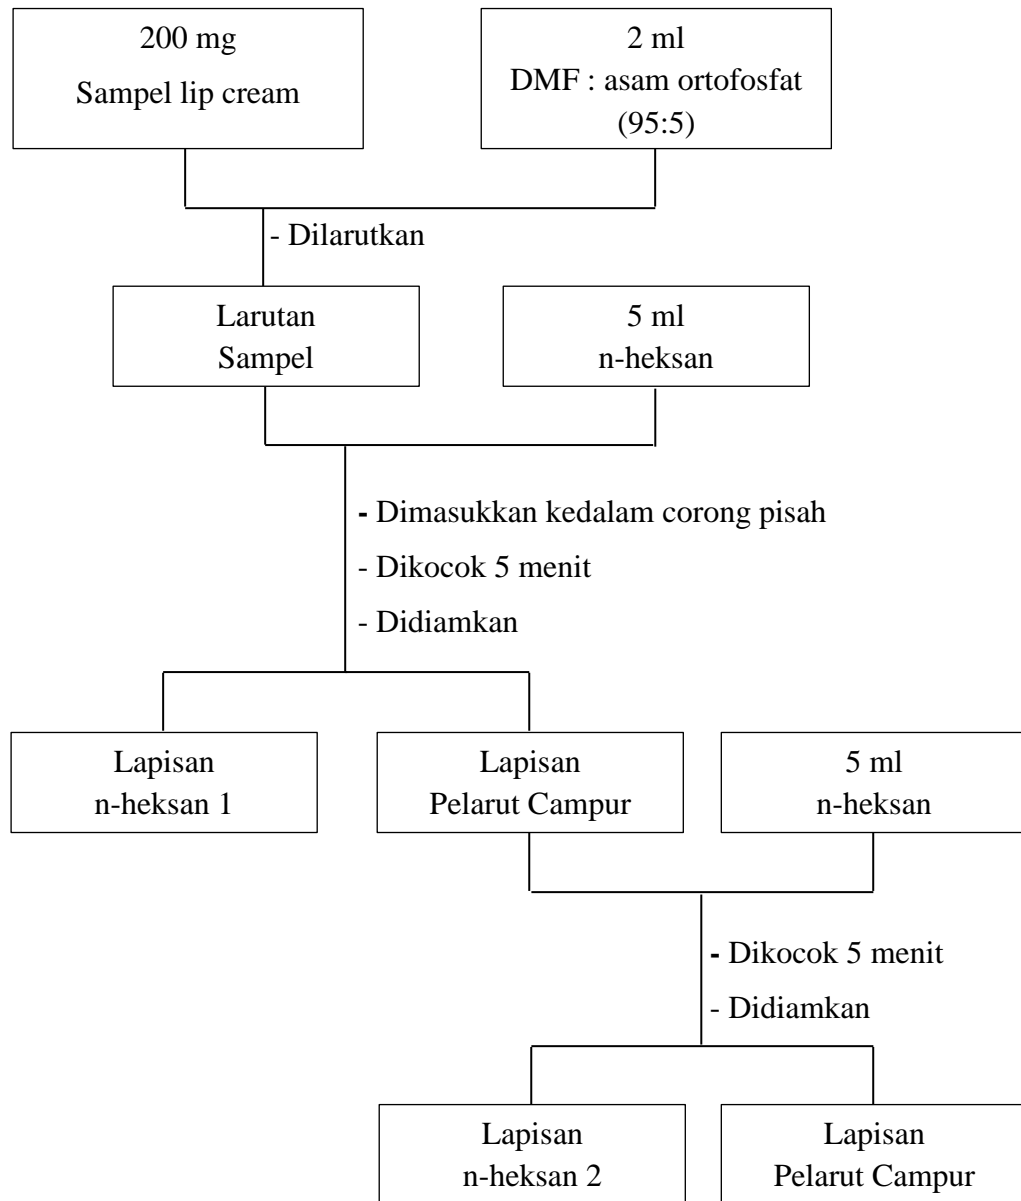 200 mg
Sampel lip cream
2 ml
DMF : asam ortofosfat
(95:5)
- Dilarutkan
Larutan
Sampel
5 ml
n-heksan
- Dimasukkan kedalam corong pisah
- Dikocok 5 menit
- Didiamkan
Lapisan
n-heksan 1
Lapisan
Pelarut Campur
5 ml
n-heksan
- Dikocok 5 menit
- Didiamkan
Lapisan
n-heksan 2
Lapisan
Pelarut Campur